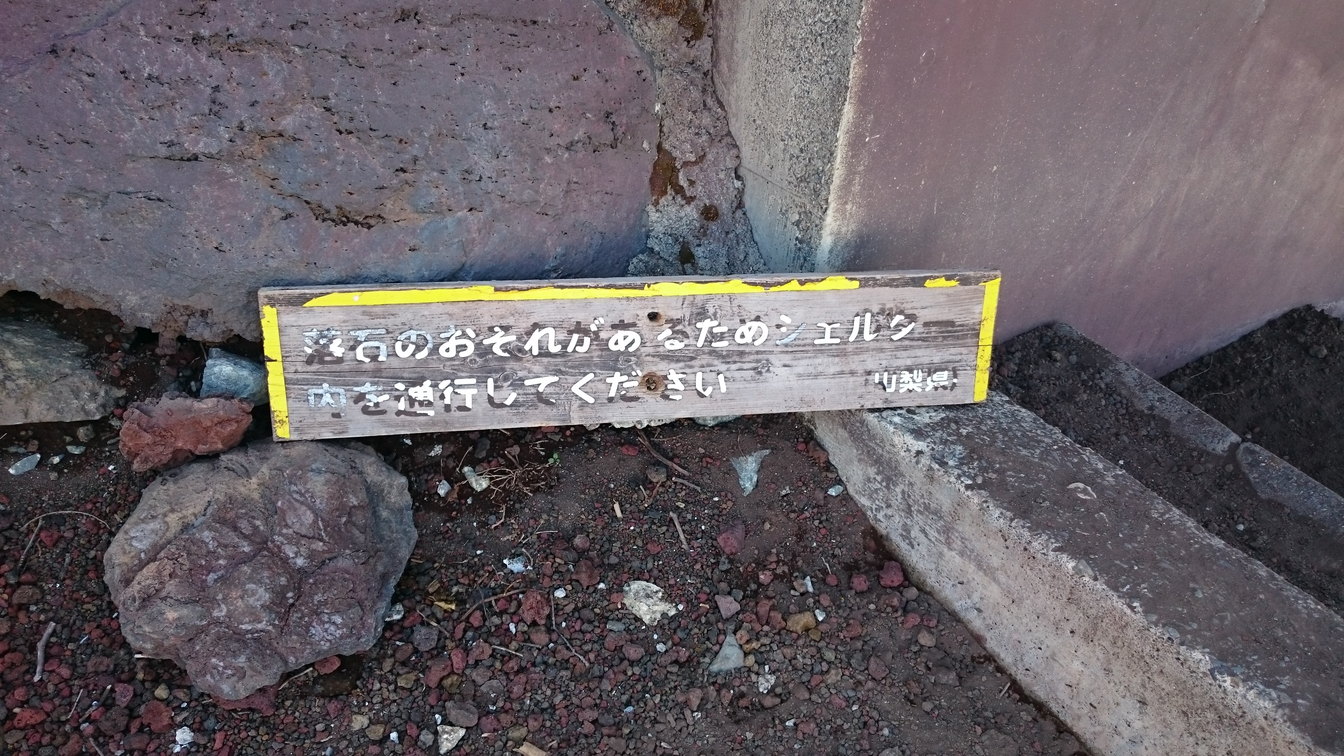 落石のおそれがあるためシェルタ
内を通行してください
山梨県